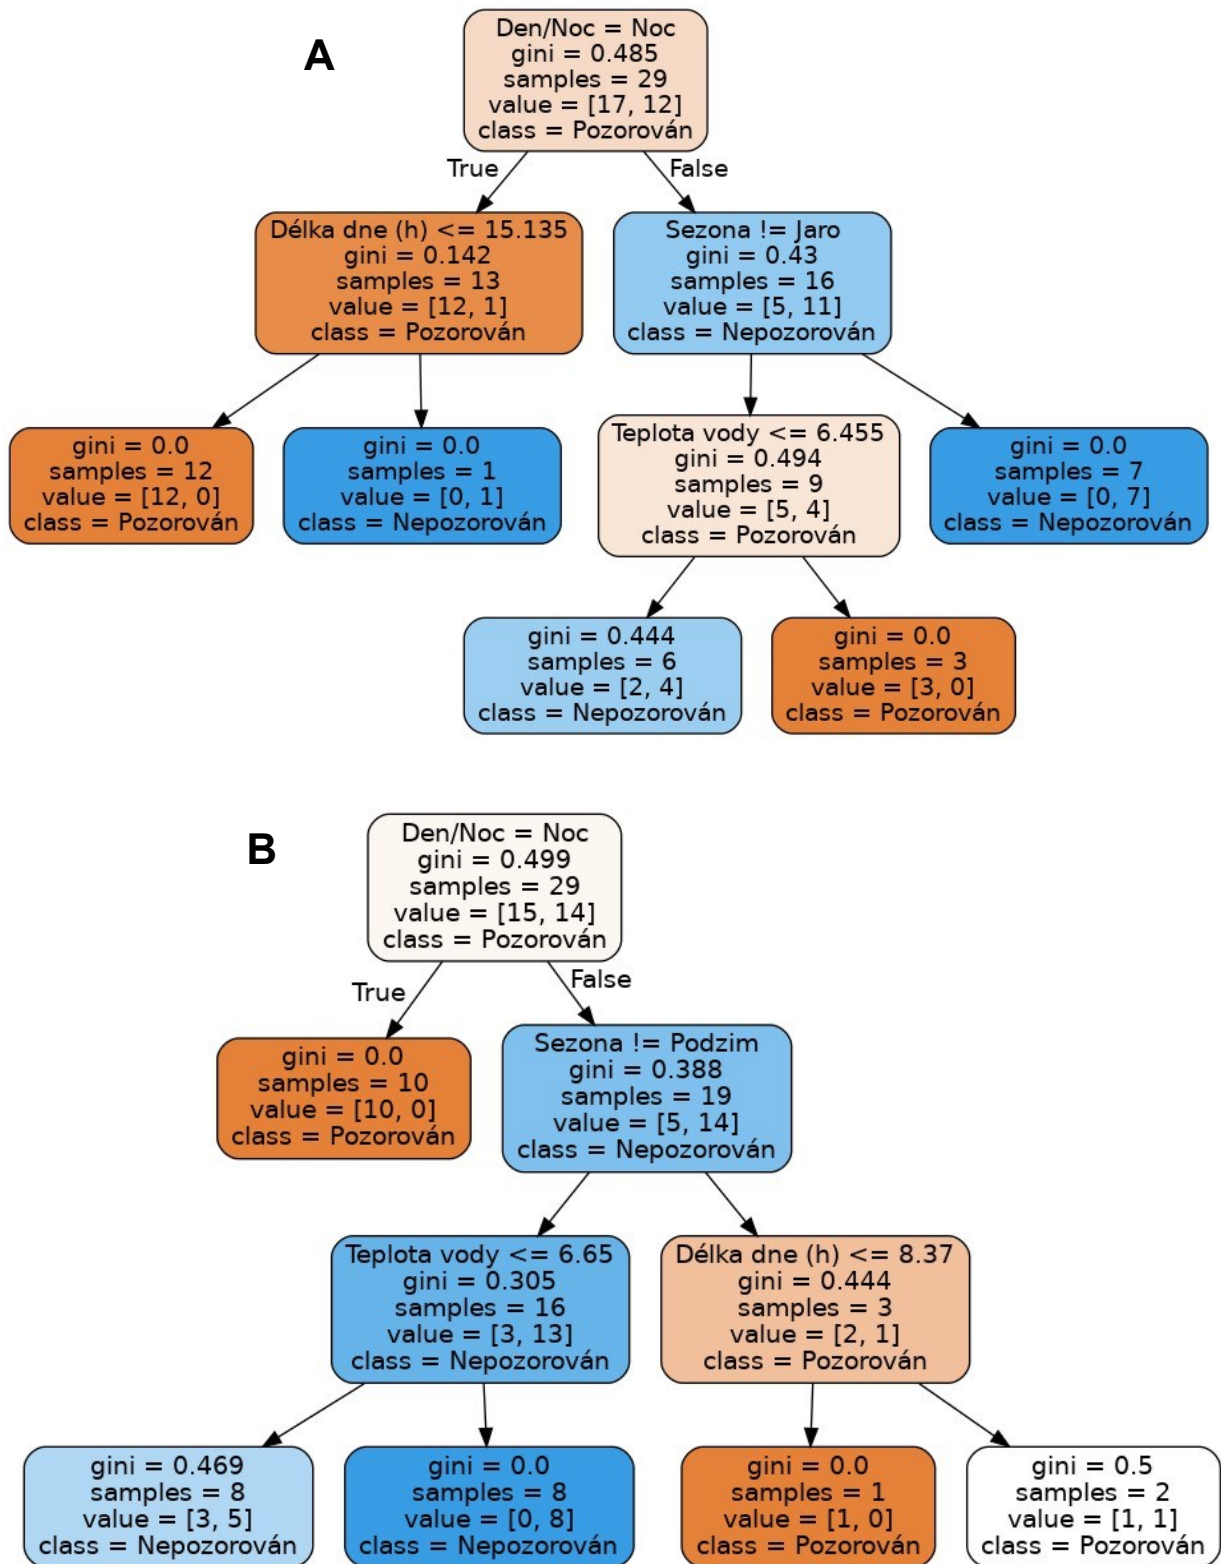 A
Den/Noc = Noc
gini = 0.485
samples = 29
value = [17, 12]
class = Pozorován
True
False
Délka dne (h) <= 15.135
gini = 0.142
samples = 13
value = [12, 1]
class = Pozorován
Sezona != Jaro
gini = 0.43
samples = 16
value = [5, 11]
class = Nepozorován
gini = 0.0
samples = 12
value = [12, 0]
class = Pozorován
gini = 0.0
samples = 1
value = [0, 1]
class = Nepozorován
Teplota vody <= 6.455
gini = 0.494
samples = 9
value = [5, 4]
class = Pozorován
gini = 0.0
samples = 7
value = [0, 7]
class = Nepozorován
gini = 0.444
samples = 6
value = [2, 4]
class = Nepozorován
gini = 0.0
samples = 3
value = [3, 0]
class = Pozorován
B
Den/Noc = Noc
gini = 0.499
samples = 29
value = [15, 14]
class = Pozorován
True
False
gini = 0.0
samples = 10
value = [10, 0]
class = Pozorován
Sezona != Podzim
gini = 0.388
samples = 19
value = [5, 14]
class = Nepozorován
Teplota vody <= 6.65
gini = 0.305
samples = 16
value = [3, 13]
class = Nepozorován
Délka dne (h) <= 8.37
gini = 0.444
samples = 3
value = [2, 1]
class = Pozorován
gini = 0.469
samples = 8
value = [3, 5]
class = Nepozorován
gini = 0.0
samples = 8
value = [0, 8]
class = Nepozorován
gini = 0.0
samples = 1
value = [1, 0]
class = Pozorován
gini = 0.5
samples = 2
value = [1, 1]
class = Pozorován